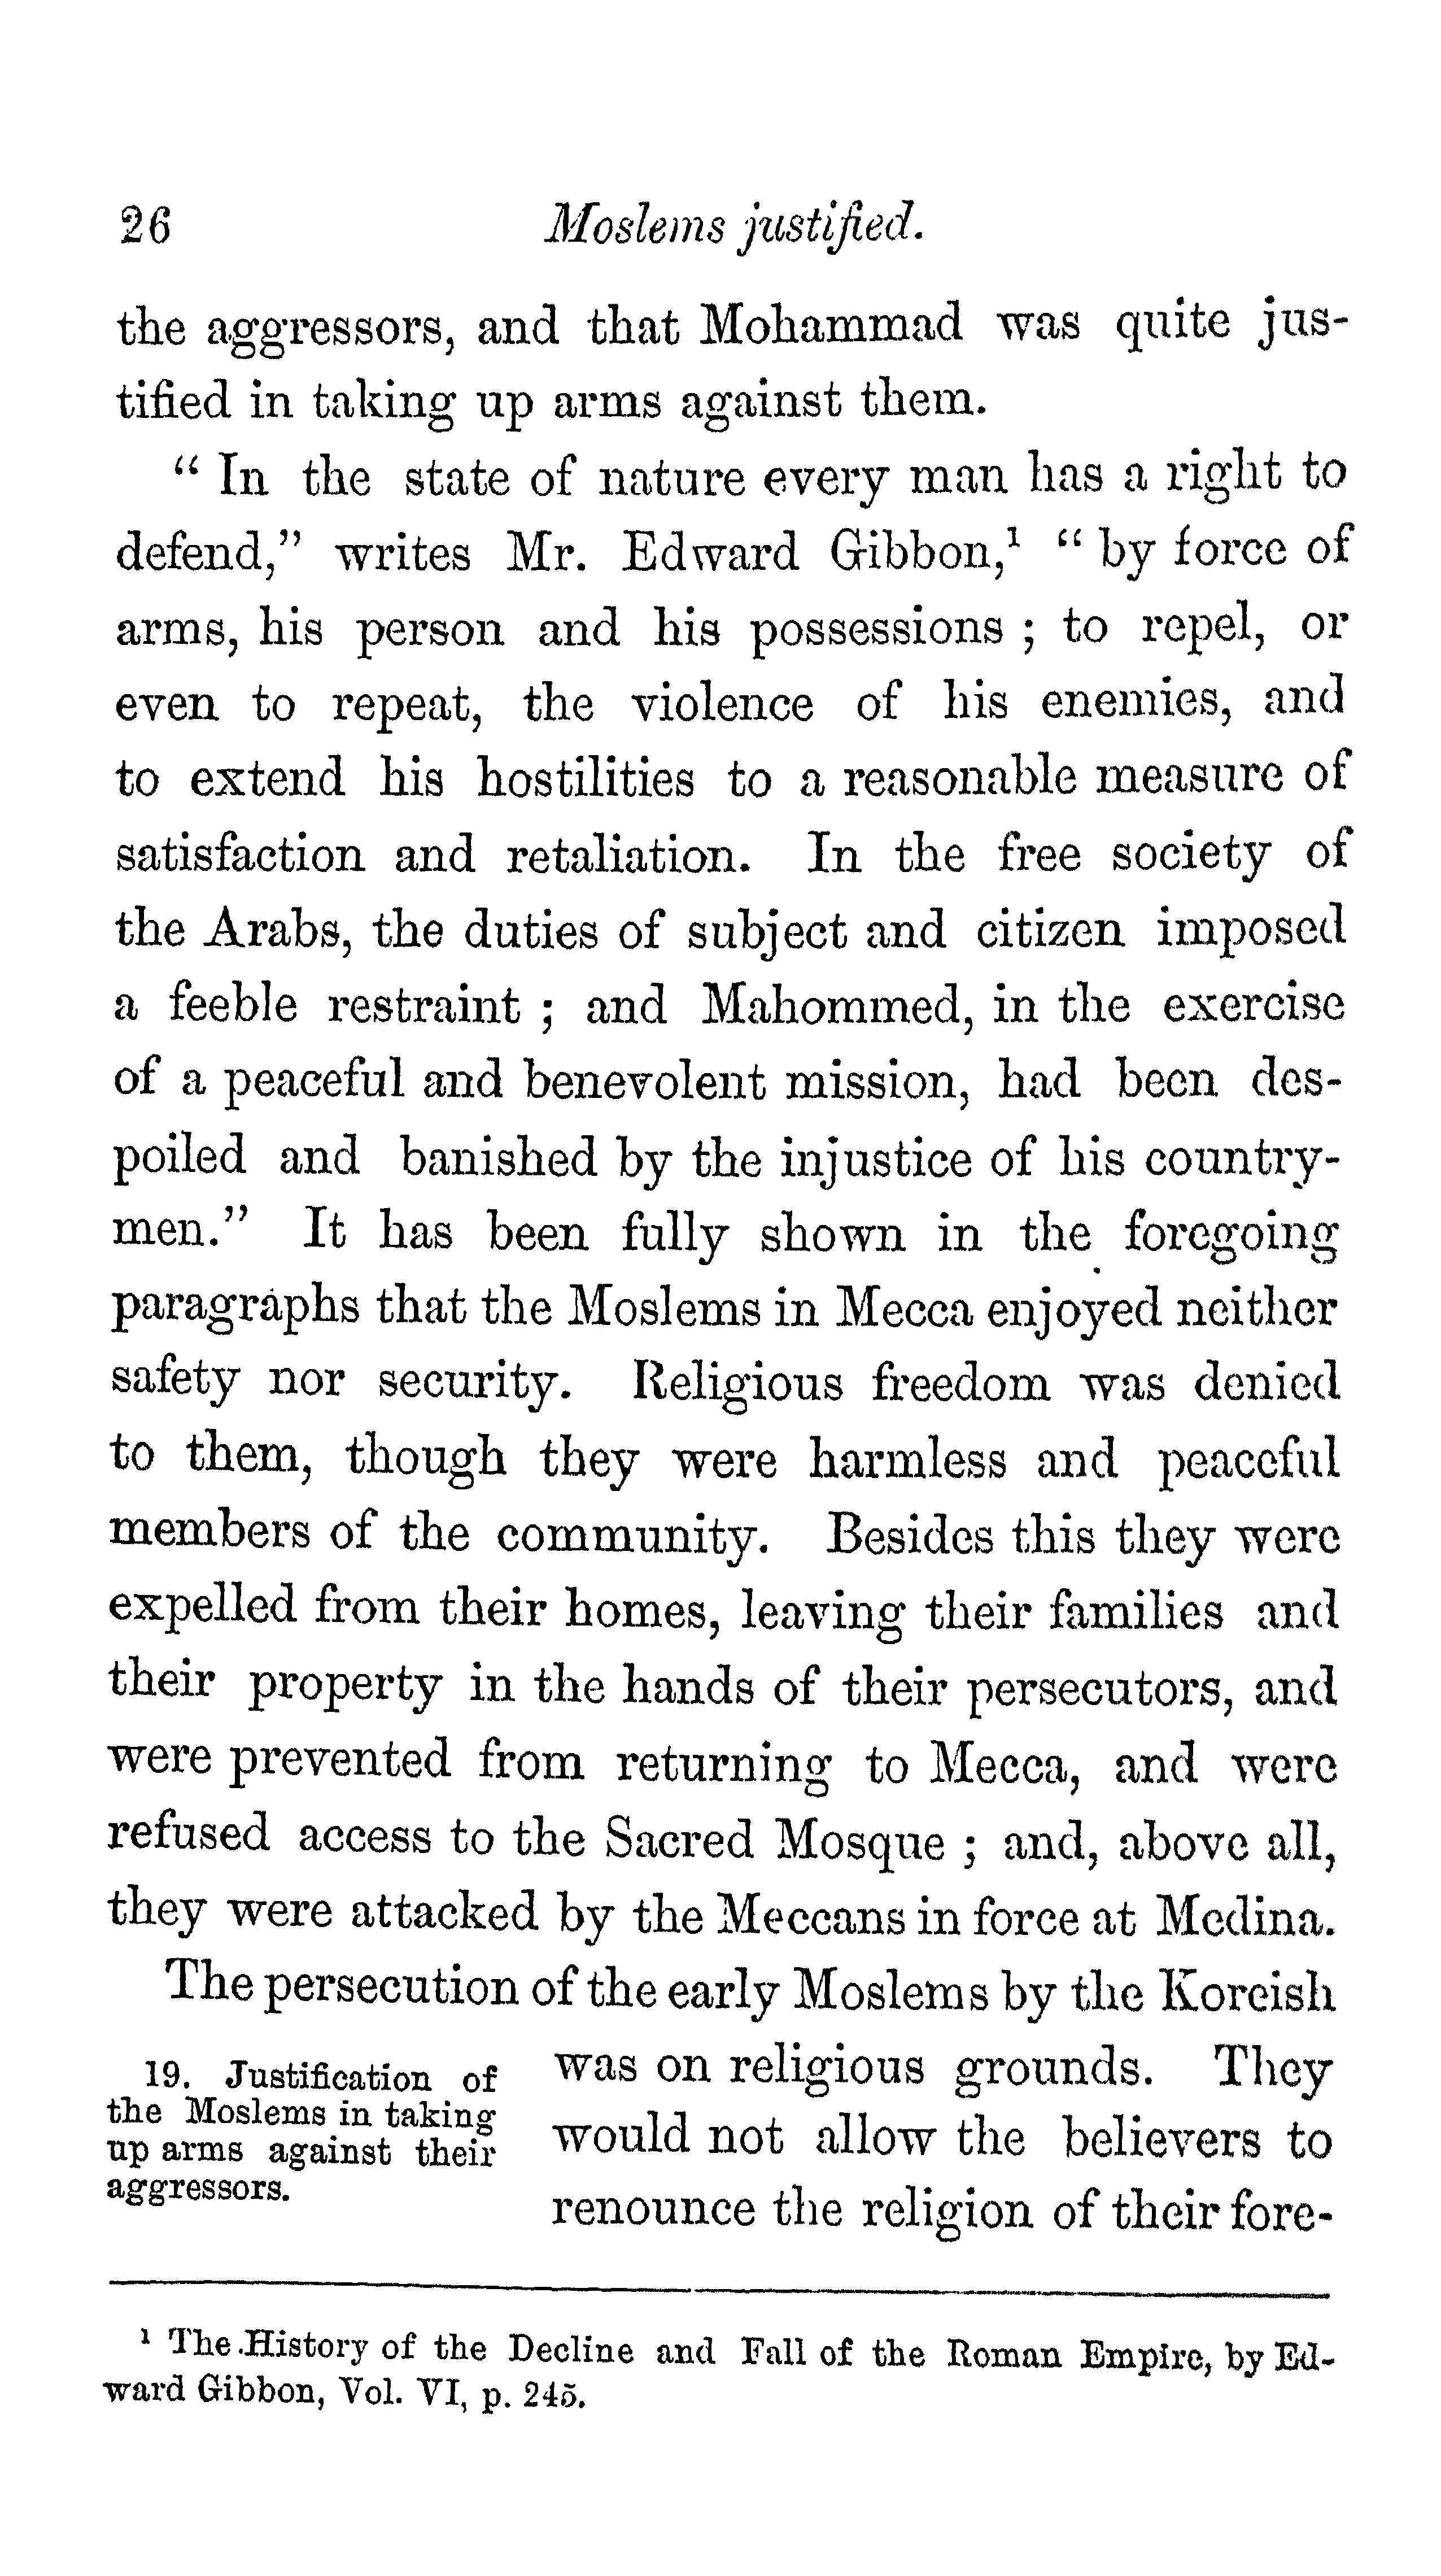 26 Moslems justified.
the aggressors, and that Mohammad was quite jus-
tified in taking up arms against them.
“ In the state of nature every man has a right to
defend,” writes Mr. Edward Gibbon,¹ “ by force of
arms, his person and his possessions ; to repel, or
even to repeat, the violence of his enemies, and
to extend his hostilities to a reasonable measure of
satisfaction and retaliation. In the free society of
the Arabs, the duties of subject and citizen imposed
a feeble restraint ; and Mahommed, in the exercise
of a peaceful and benevolent mission, had been des-
poiled and banished by the injustice of his country-
men.” It has been fully shown in the foregoing
paragraphs that the Moslems in Mecca enjoyed neither
safety nor security. Religious freedom was denied
to them, though they were harmless and peaceful
members of the community. Besides this they were
expelled from their homes, leaving their families and
their property in the hands of their persecutors, and
were prevented from returning to Mecca, and were
refused access to the Sacred Mosque ; and, above all,
they were attacked by the Meccans in force at Medina.
The persecution of the early Moslems by the Koreish
19. Justification of
the Moslems in taking
up arms against their
aggressors.
was on religious grounds. They
would not allow the believers to
renounce the religion of their fore-
¹ The History of the Decline and Fall of the Roman Empire, by Ed-
ward Gibbon, Vol. VI, p. 245.